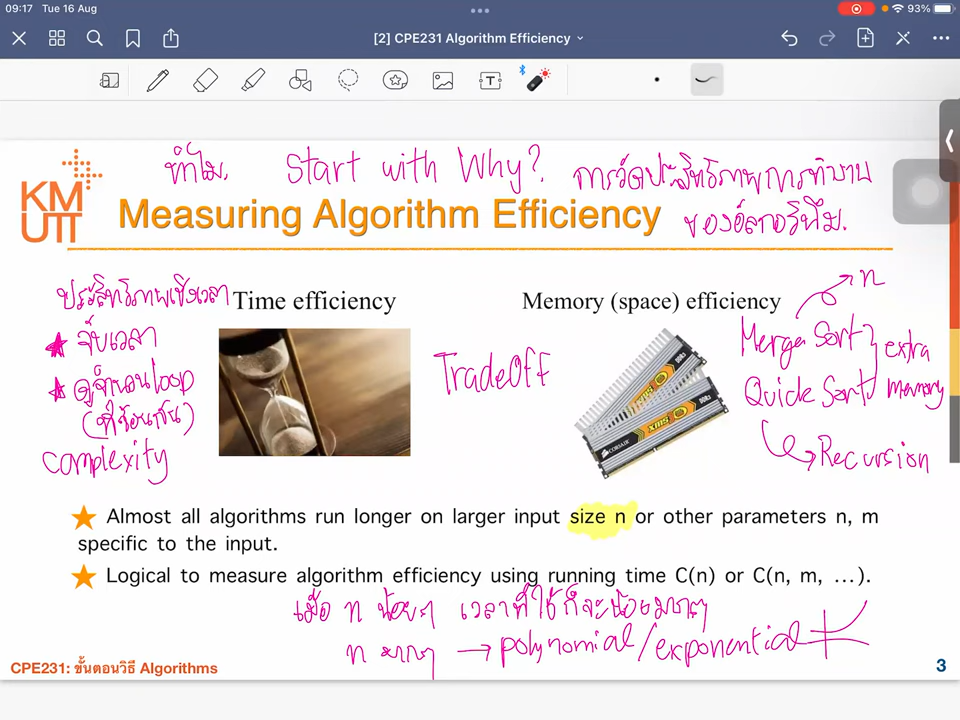 09:17 Tue 16 Aug
93%
[2] CPE231 Algorithm Efficiency
T
ทำไม. Start with Why? การวัดประสิทธิภาพการทำงาน
ของอัลกอริทึม.
KM
UTT
Measuring Algorithm Efficiency
ประสิทธิภาพเชิงเวลา Time efficiency
Memory (space) efficiency
n
จับเวลา
ดูจำนวน loop
(ที่ซ้อนกัน)
Complexity
TradeOff
Merge Sort
Quick Sort
extra
memory
Recursion
Almost all algorithms run longer on larger input size n or other parameters n, m
specific to the input.
Logical to measure algorithm efficiency using running time C(n) or C(n, m, …).
เมื่อ n น้อยๆ เวลาที่ใช้ก็จะน้อยมากๆ
n มากๆ → polynomial/exponential
CPE231: ขั้นตอนวิธี Algorithms
3